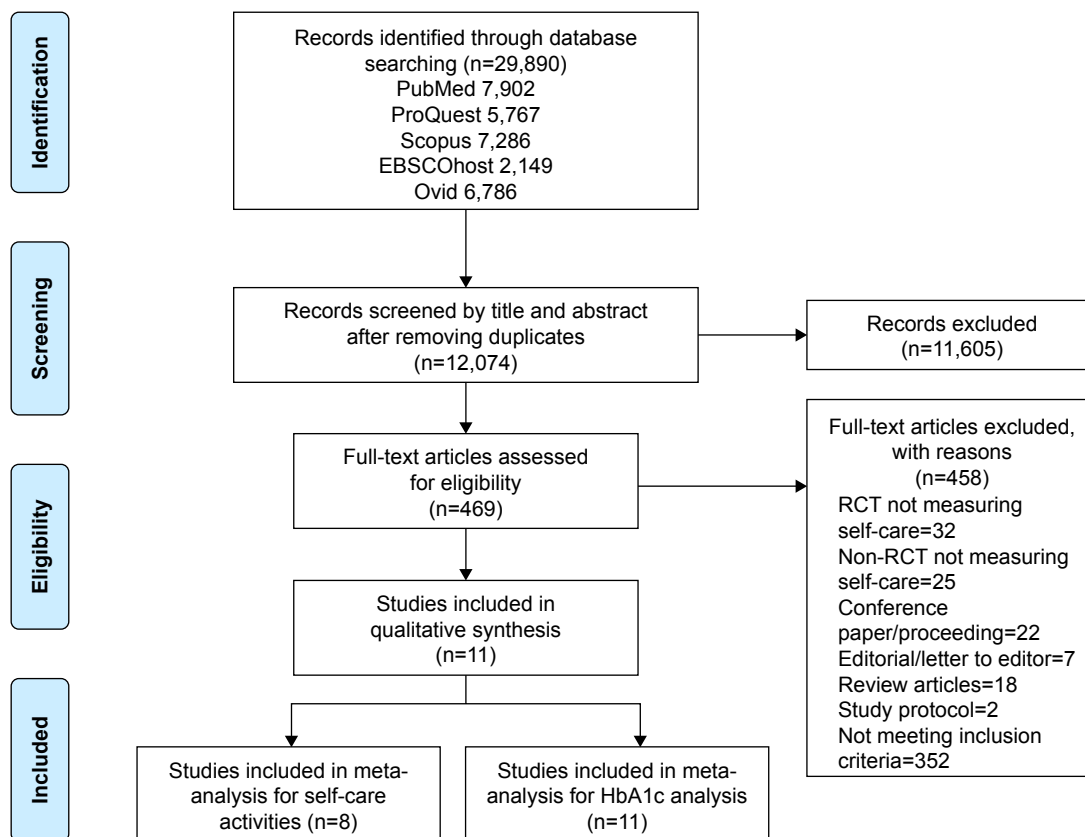 Identification
Records identified through database
searching (n=29,890)
PubMed 7,902
ProQuest 5,767
Scopus 7,286
EBSCOhost 2,149
Ovid 6,786
Screening
Records screened by title and abstract
after removing duplicates
(n=12,074)
Records excluded
(n=11,605)
Eligibility
Full-text articles assessed
for eligibility
(n=469)
Full-text articles excluded,
with reasons
(n=458)
RCT not measuring
self-care=32
Non-RCT not measuring
self-care=25
Conference
paper/proceeding=22
Editorial/letter to editor=7
Review articles=18
Study protocol=2
Not meeting inclusion
criteria=352
Studies included in
qualitative synthesis
(n=11)
Included
Studies included in meta-
analysis for self-care
activities (n=8)
Studies included in meta-
analysis for HbA1c analysis
(n=11)